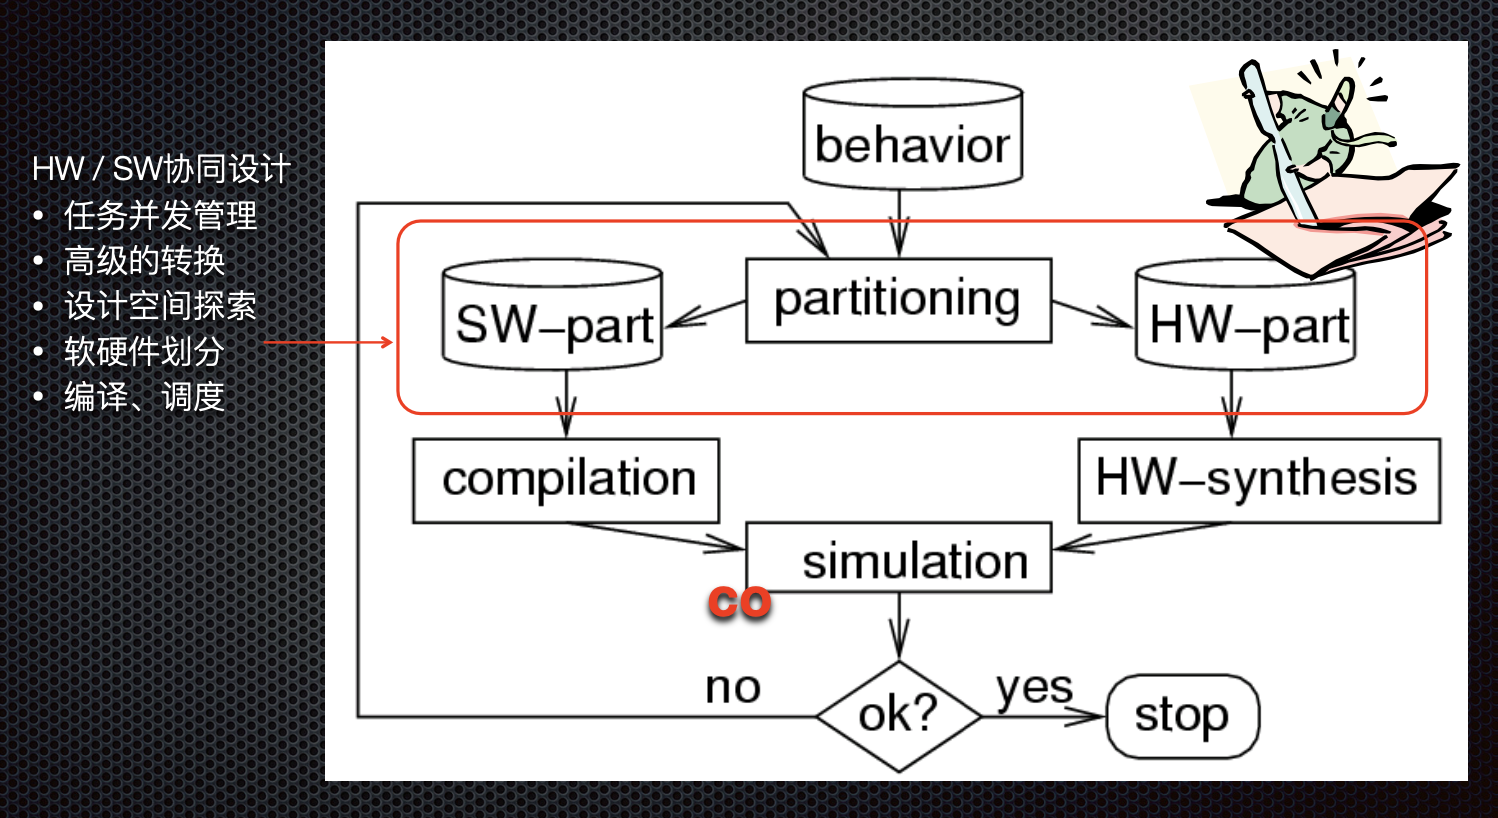 HW / SW协同设计
• 任务并发管理
• 高级的转换
• 设计空间探索
• 软硬件划分
• 编译、调度
behavior
partitioning
SW–part
HW–part
compilation
HW–synthesis
simulation
co
no
ok?
yes
stop